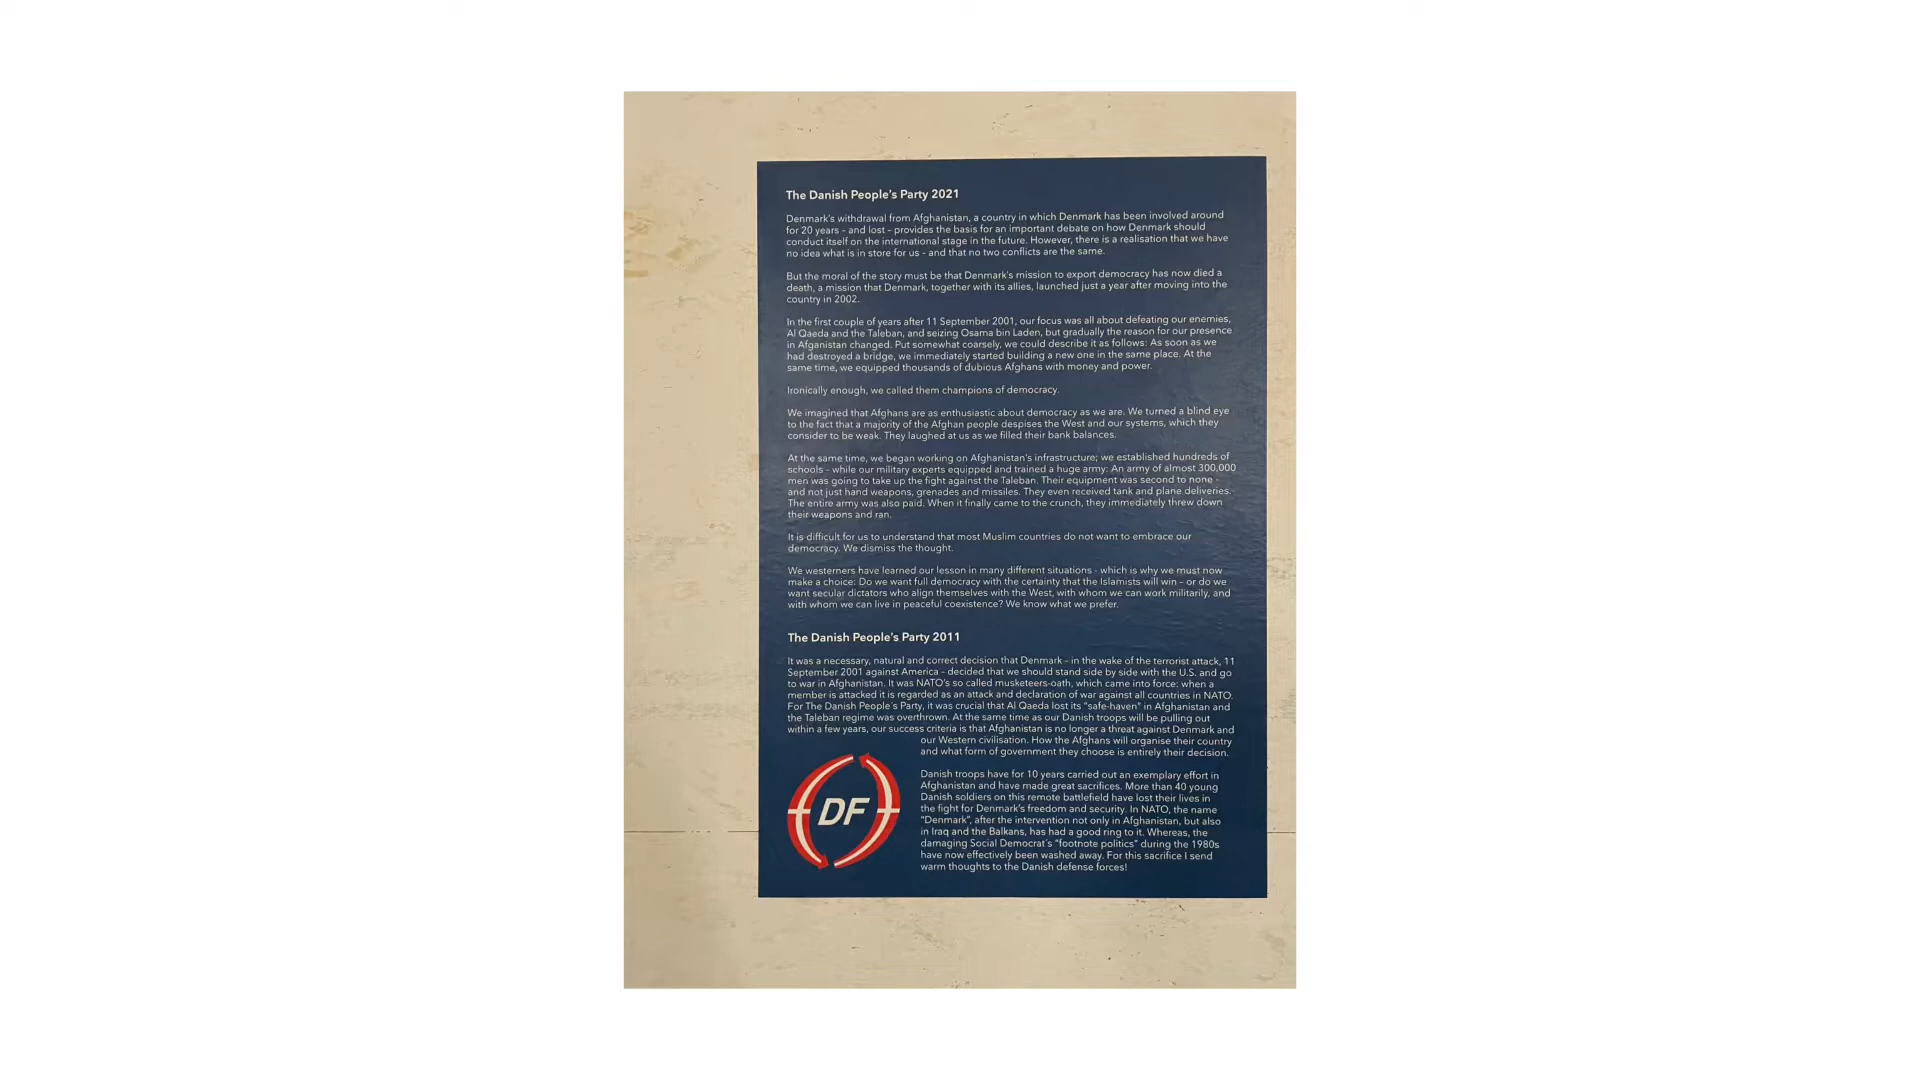 The Danish People's Party 2021
Denmark's withdrawal from Afghanistan, a country in which Denmark has been involved around
for 20 years – and lost – provides the basis for an important debate on how Denmark should
conduct itself on the international stage in the future. However, there is a realisation that we have
no idea what is in store for us – and that no two conflicts are the same.
But the moral of the story must be that Denmark's mission to export democracy has now died a
death, a mission that Denmark, together with its allies, launched just a year after moving into the
country in 2002.
In the first couple of years after 11 September 2001, our focus was all about defeating our enemies,
Al Qaeda and the Taleban, and seizing Osama bin Laden, but gradually the reason for our presence
in Afganistan changed. Put somewhat coarsely, we could describe it as follows: As soon as we
had destroyed a bridge, we immediately started building a new one in the same place. At the
same time, we equipped thousands of dubious Afghans with money and power.
Ironically enough, we called them champions of democracy.
We imagined that Afghans are as enthusiastic about democracy as we are. We turned a blind eye
to the fact that a majority of the Afghan people despises the West and our systems, which they
consider to be weak. They laughed at us as we filled their bank balances.
At the same time, we began working on Afghanistan's infrastructure; we established hundreds of
schools – while our military experts equipped and trained a huge army: An army of almost 300,000
men was going to take up the fight against the Taleban. Their equipment was second to none -
and not just hand weapons, grenades and missiles. They even received tank and plane deliveries.
The entire army was also paid. When it finally came to the crunch, they immediately threw down
their weapons and ran.
It is difficult for us to understand that most Muslim countries do not want to embrace our
democracy. We dismiss the thought.
We westerners have learned our lesson in many different situations - which is why we must now
make a choice: Do we want full democracy with the certainty that the Islamists will win – or do we
want secular dictators who align themselves with the West, with whom we can work militarily, and
with whom we can live in peaceful coexistence? We know what we prefer.
The Danish People's Party 2011
It was a necessary, natural and correct decision that Denmark – in the wake of the terrorist attack, 11
September 2001 against America – decided that we should stand side by side with the U.S. and go
to war in Afghanistan. It was NATO's so called musketeers-oath, which came into force: when a
member is attacked it is regarded as an attack and declaration of war against all countries in NATO.
For The Danish People's Party, it was crucial that Al Qaeda lost its "safe-haven" in Afghanistan and
the Taleban regime was overthrown. At the same time as our Danish troops will be pulling out
within a few years, our success criteria is that Afghanistan is no longer a threat against Denmark and
our Western civilisation. How the Afghans will organise their country
and what form of government they choose is entirely their decision.
Danish troops have for 10 years carried out an exemplary effort in
Afghanistan and have made great sacrifices. More than 40 young
Danish soldiers on this remote battlefield have lost their lives in
the fight for Denmark's freedom and security. In NATO, the name
"Denmark", after the intervention not only in Afghanistan, but also
in Iraq and the Balkans, has had a good ring to it. Whereas, the
damaging Social Democrat's "footnote politics" during the 1980s
have now effectively been washed away. For this sacrifice I send
warm thoughts to the Danish defense forces!
DF